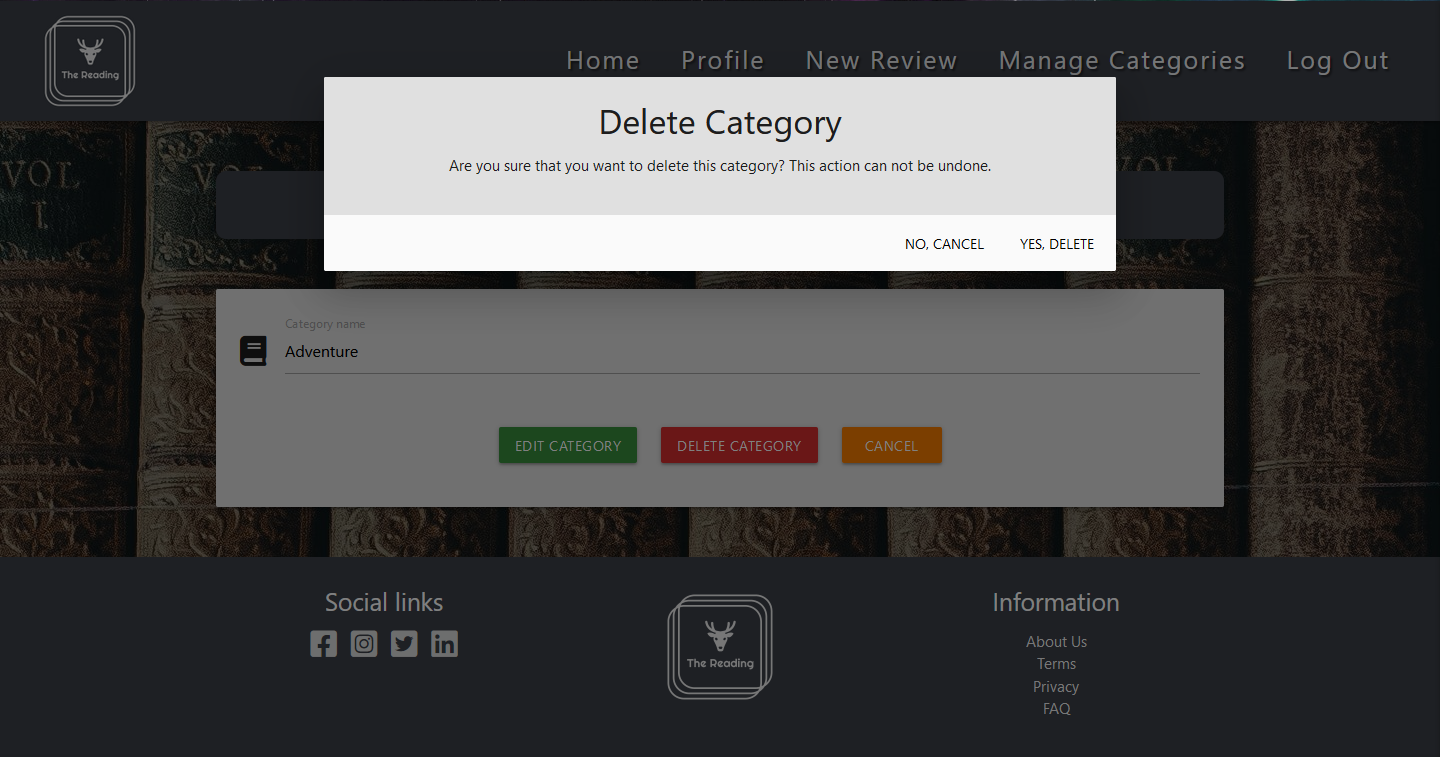 The Reading
Home Profile New Review Manage Categories Log Out
Delete Category
Are you sure that you want to delete this category? This action can not be undone.
NO, CANCEL YES, DELETE
VOL
I
VOL
Category name
Adventure
EDIT CATEGORY DELETE CATEGORY CANCEL
Social links
The Reading
Information
About Us
Terms
Privacy
FAQ